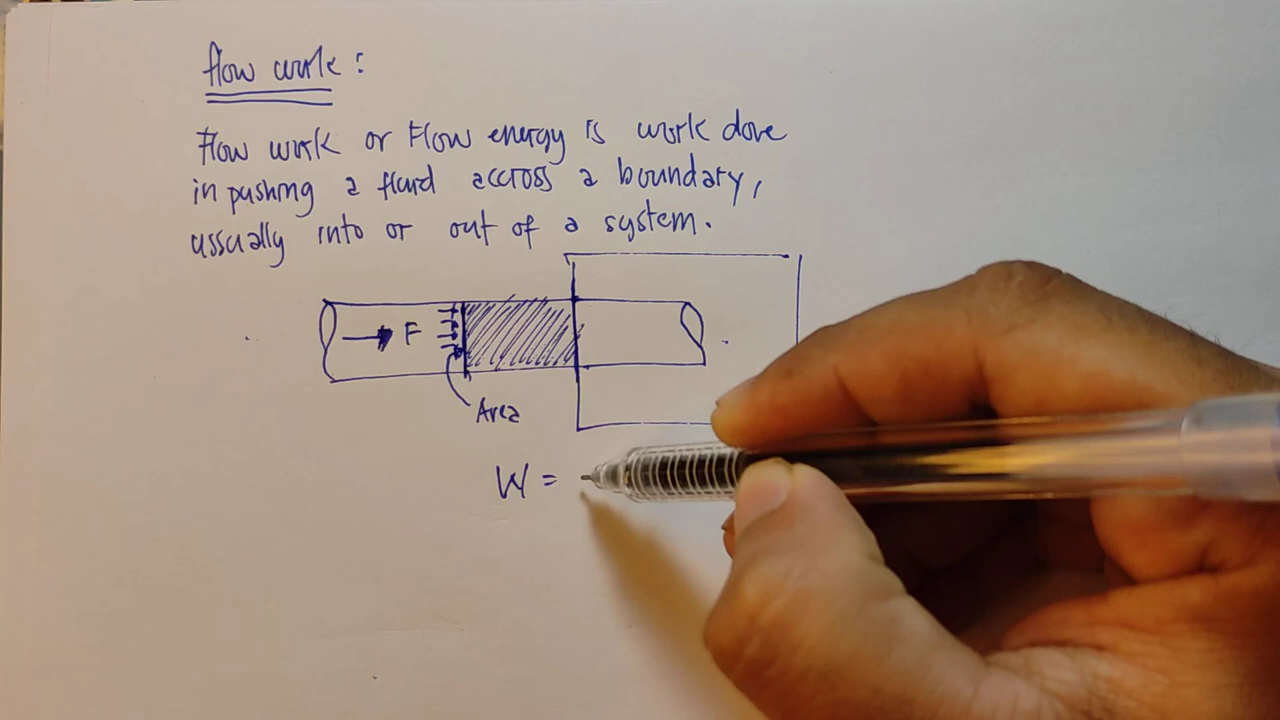 flow work:
Flow work or Flow energy is work done
in pushing a fluid accross a boundary,
ussually into or out of a system.
F
Area
W =